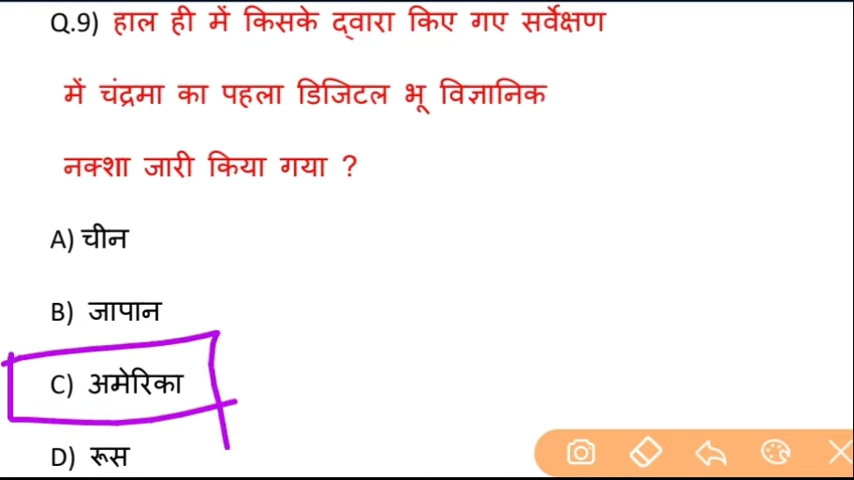 Q.9) हाल ही में किसके द्वारा किए गए सर्वेक्षण
में चंद्रमा का पहला डिजिटल भू विज्ञानिक
नक्शा जारी किया गया ?
A) चीन
B) जापान
C) अमेरिका
D) रूस